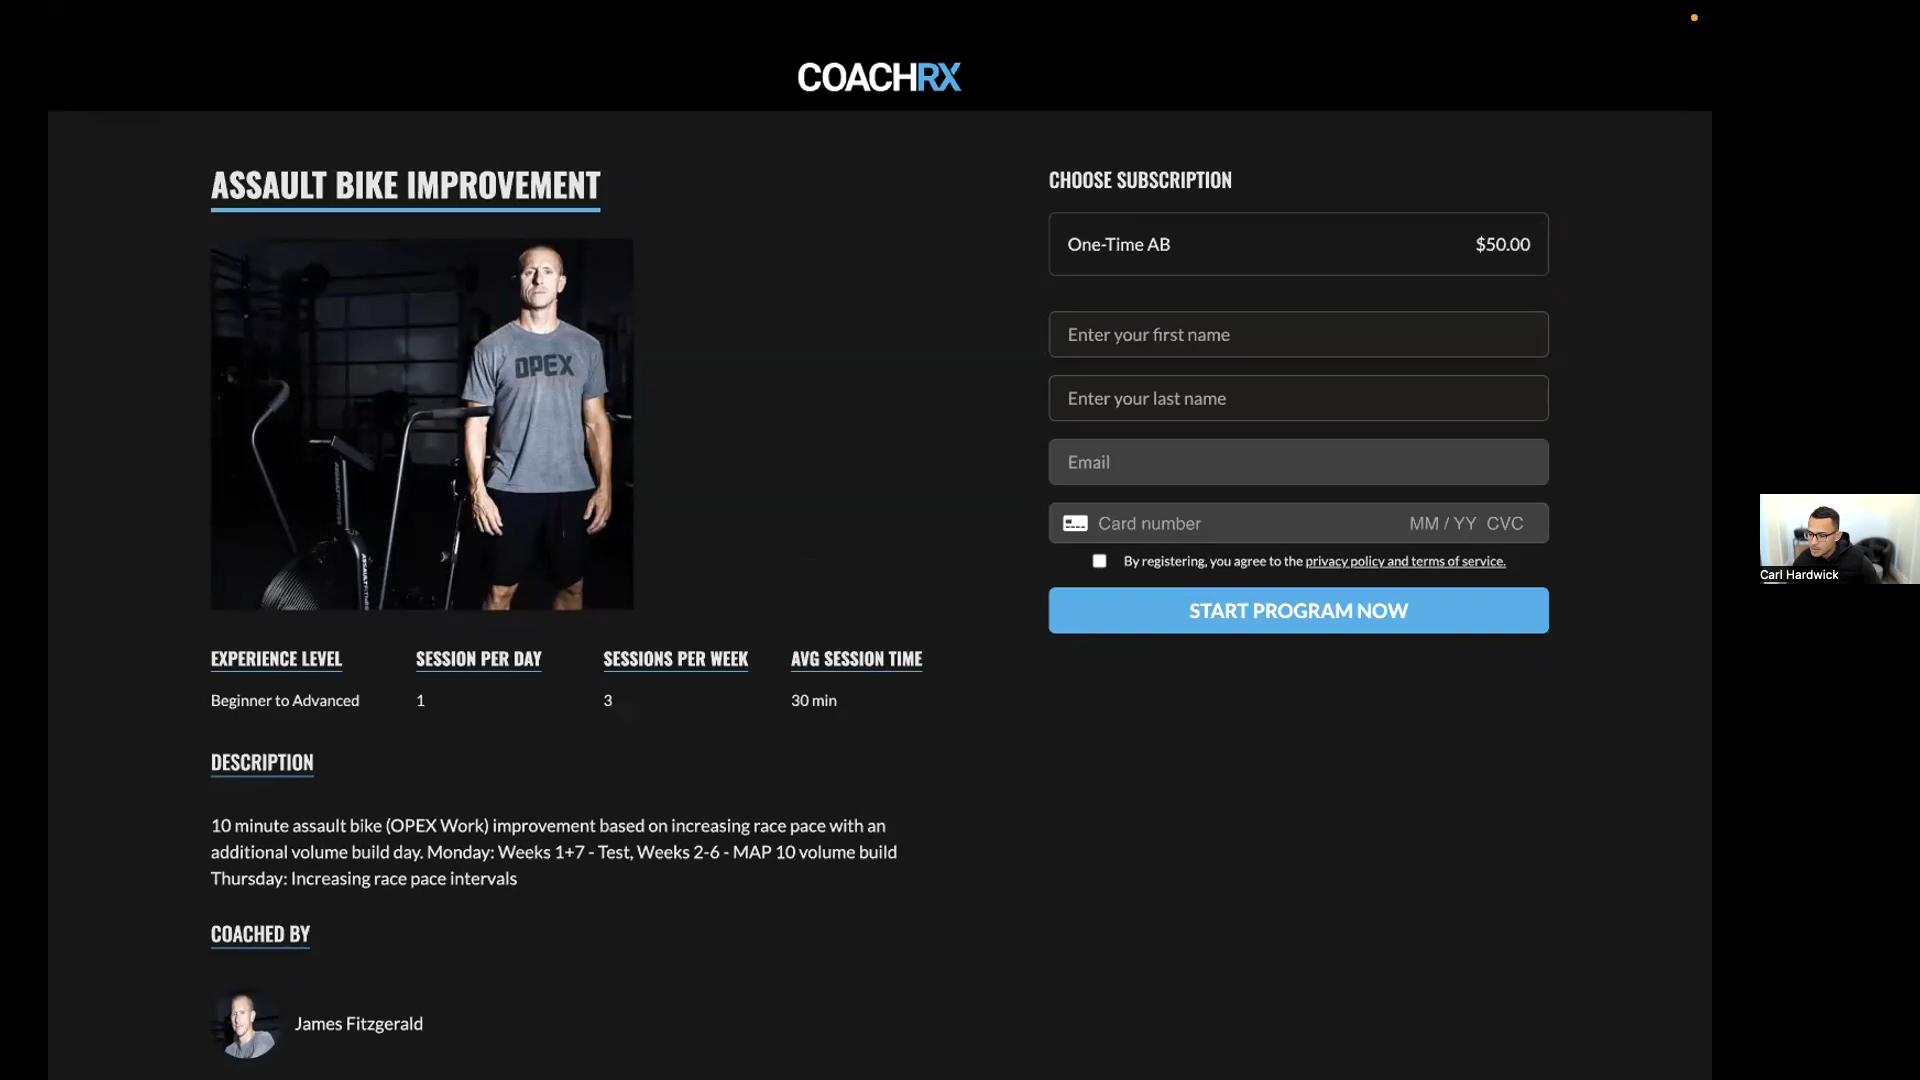 COACHRX
ASSAULT BIKE IMPROVEMENT
OPEX
EXPERIENCE LEVEL
Beginner to Advanced
SESSION PER DAY
1
SESSIONS PER WEEK
3
AVG SESSION TIME
30 min
DESCRIPTION
10 minute assault bike (OPEX Work) improvement based on increasing race pace with an
additional volume build day. Monday: Weeks 1+7 - Test, Weeks 2-6 - MAP 10 volume build
Thursday: Increasing race pace intervals
COACHED BY
James Fitzgerald
CHOOSE SUBSCRIPTION
One-Time AB $50.00
Enter your first name
Enter your last name
Email
Card number MM / YY CVC
By registering, you agree to the privacy policy and terms of service.
START PROGRAM NOW
Carl Hardwick